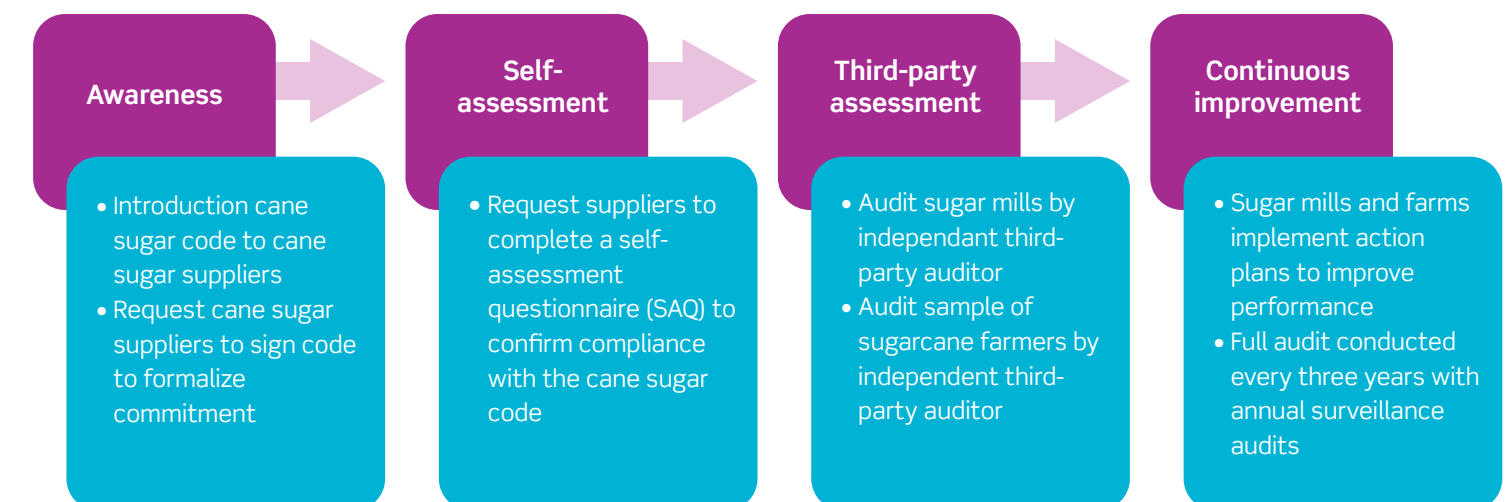 Awareness
• Introduction cane
sugar code to cane
sugar suppliers
• Request cane sugar
suppliers to sign code
to formalize
commitment
Self-
assessment
• Request suppliers to
complete a self-
assessment
questionnaire (SAQ) to
confirm compliance
with the cane sugar
code
Third-party
assessment
• Audit sugar mills by
independant third-
party auditor
• Audit sample of
sugarcane farmers by
independent third-
party auditor
Continuous
improvement
• Sugar mills and farms
implement action
plans to improve
performance
• Full audit conducted
every three years with
annual surveillance
audits